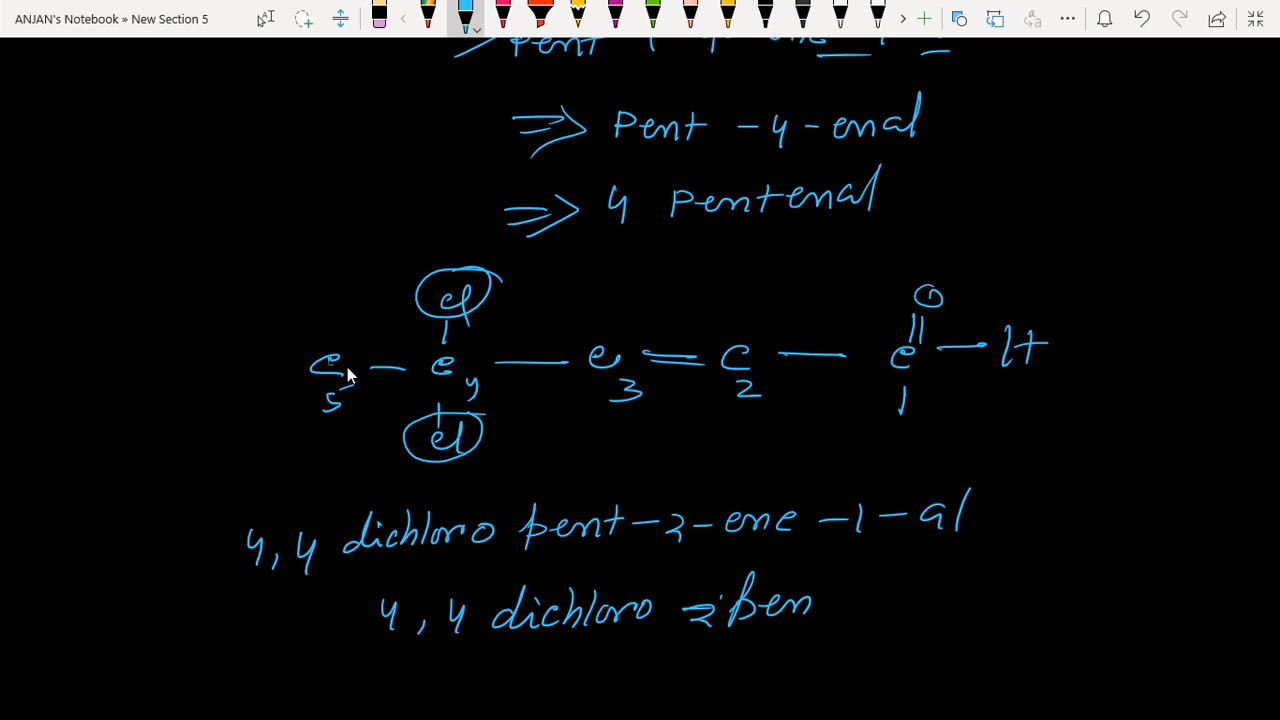 ANJAN's Notebook » New Section 5
⇒ Pent - 4 - enal
⇒ 4 Pentenal
cl O
c - c - c = c - c - H
5 4 3 2 1
cl
4, 4 dichloro pent-2-ene-1-al
4, 4 dichloro 2 Pen